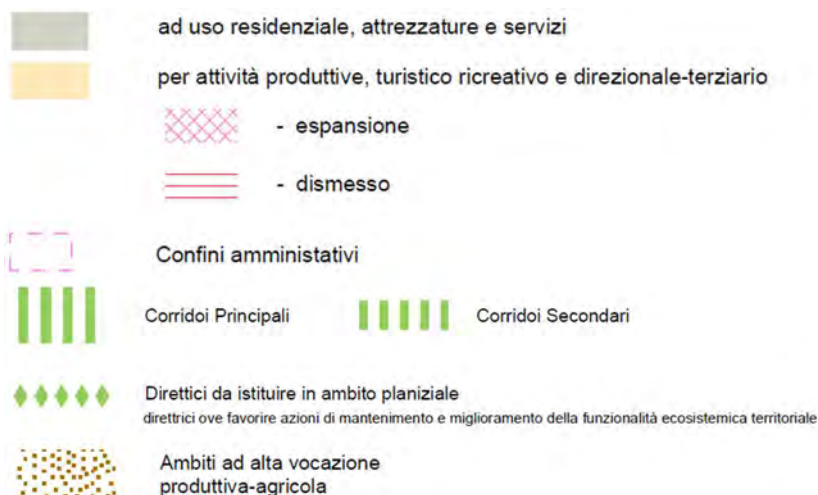 ad uso residenziale, attrezzature e servizi
per attività produttive, turistico ricreativo e direzionale-terziario
- espansione
- dismesso
Confini amministativi
Corridoi Principali
Corridoi Secondari
Direttici da istituire in ambito planiziale
direttrici ove favorire azioni di mantenimento e miglioramento della funzionalità ecosistemica territoriale
Ambiti ad alta vocazione
produttiva-agricola